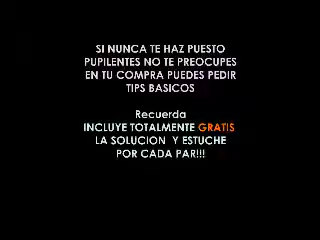 SI NUNCA TE HAZ PUESTO
PUPILENTES NO TE PREOCUPES
EN TU COMPRA PUEDES PEDIR
TIPS BASICOS
Recuerda
INCLUYE TOTALMENTE GRATIS
LA SOLUCION Y ESTUCHE
POR CADA PAR!!!